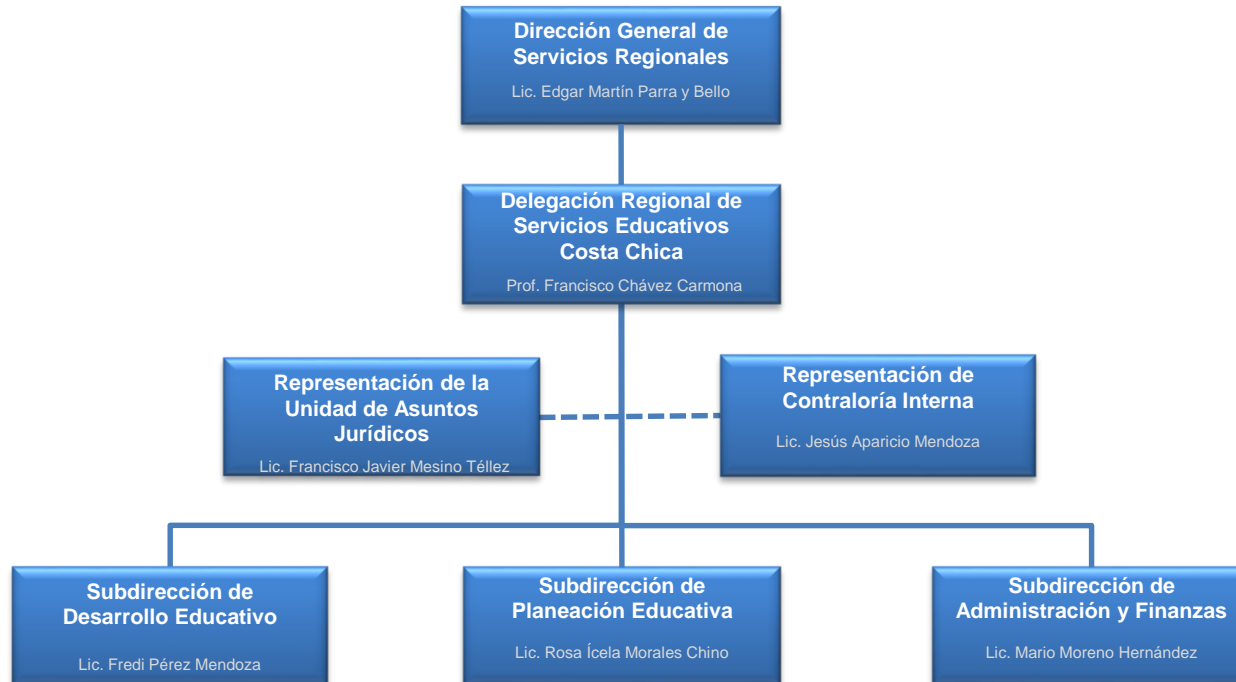 Dirección General de
Servicios Regionales
Lic. Edgar Martín Parra y Bello
Delegación Regional de
Servicios Educativos
Costa Chica
Prof. Francisco Chávez Carmona
Representación de la
Unidad de Asuntos
Jurídicos
Lic. Francisco Javier Mesino Téllez
Representación de
Contraloría Interna
Lic. Jesús Aparicio Mendoza
Subdirección de
Desarrollo Educativo
Lic. Fredi Pérez Mendoza
Subdirección de
Planeación Educativa
Lic. Rosa Ícela Morales Chino
Subdirección de
Administración y Finanzas
Lic. Mario Moreno Hernández